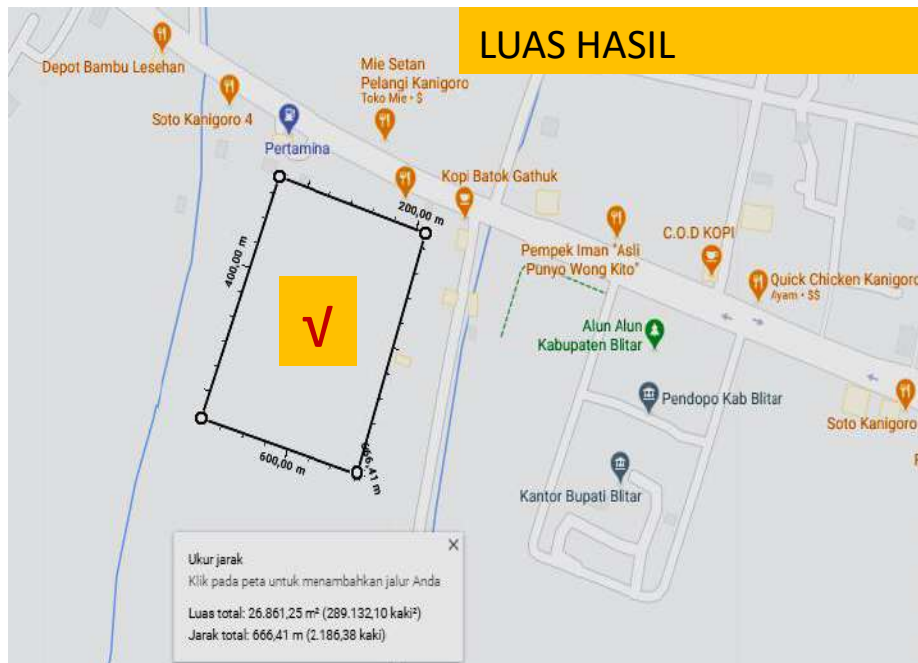 LUAS HASIL
Depot Bambu Lesehan
Mie Setan
Pelangi Kanigoro
Toko Mie • $
Soto Kanigoro 4
Pertamina
Kopi Batok Gathuk
200,00 m
400,00 m
C.O.D KOPI
Pempek Iman "Asli
Punyo Wong Kito"
Quick Chicken Kanigoro
Ayam • $$
√
Alun Alun
Kabupaten Blitar
Pendopo Kab Blitar
Soto Kanigoro
600,00 m
666,41 m
Kantor Bupati Blitar
Ukur jarak
Klik pada peta untuk menambahkan jalur Anda
Luas total: 26.861,25 m² (289.132,10 kaki²)
Jarak total: 666,41 m (2.186,38 kaki)